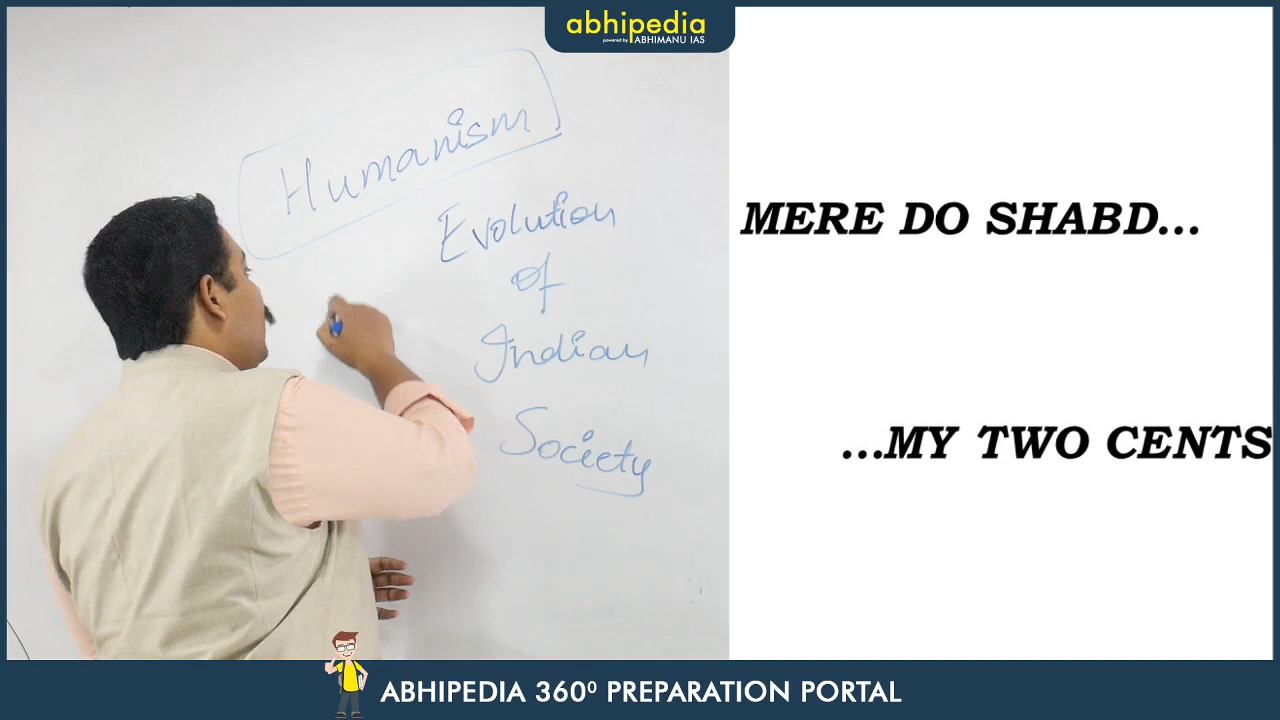 abhipedia
powered by ABHIMANU IAS
Humanism
Evolution
of
Indian
Society
MERE DO SHABD...
...MY TWO CENTS
ABHIPEDIA 360⁰ PREPARATION PORTAL